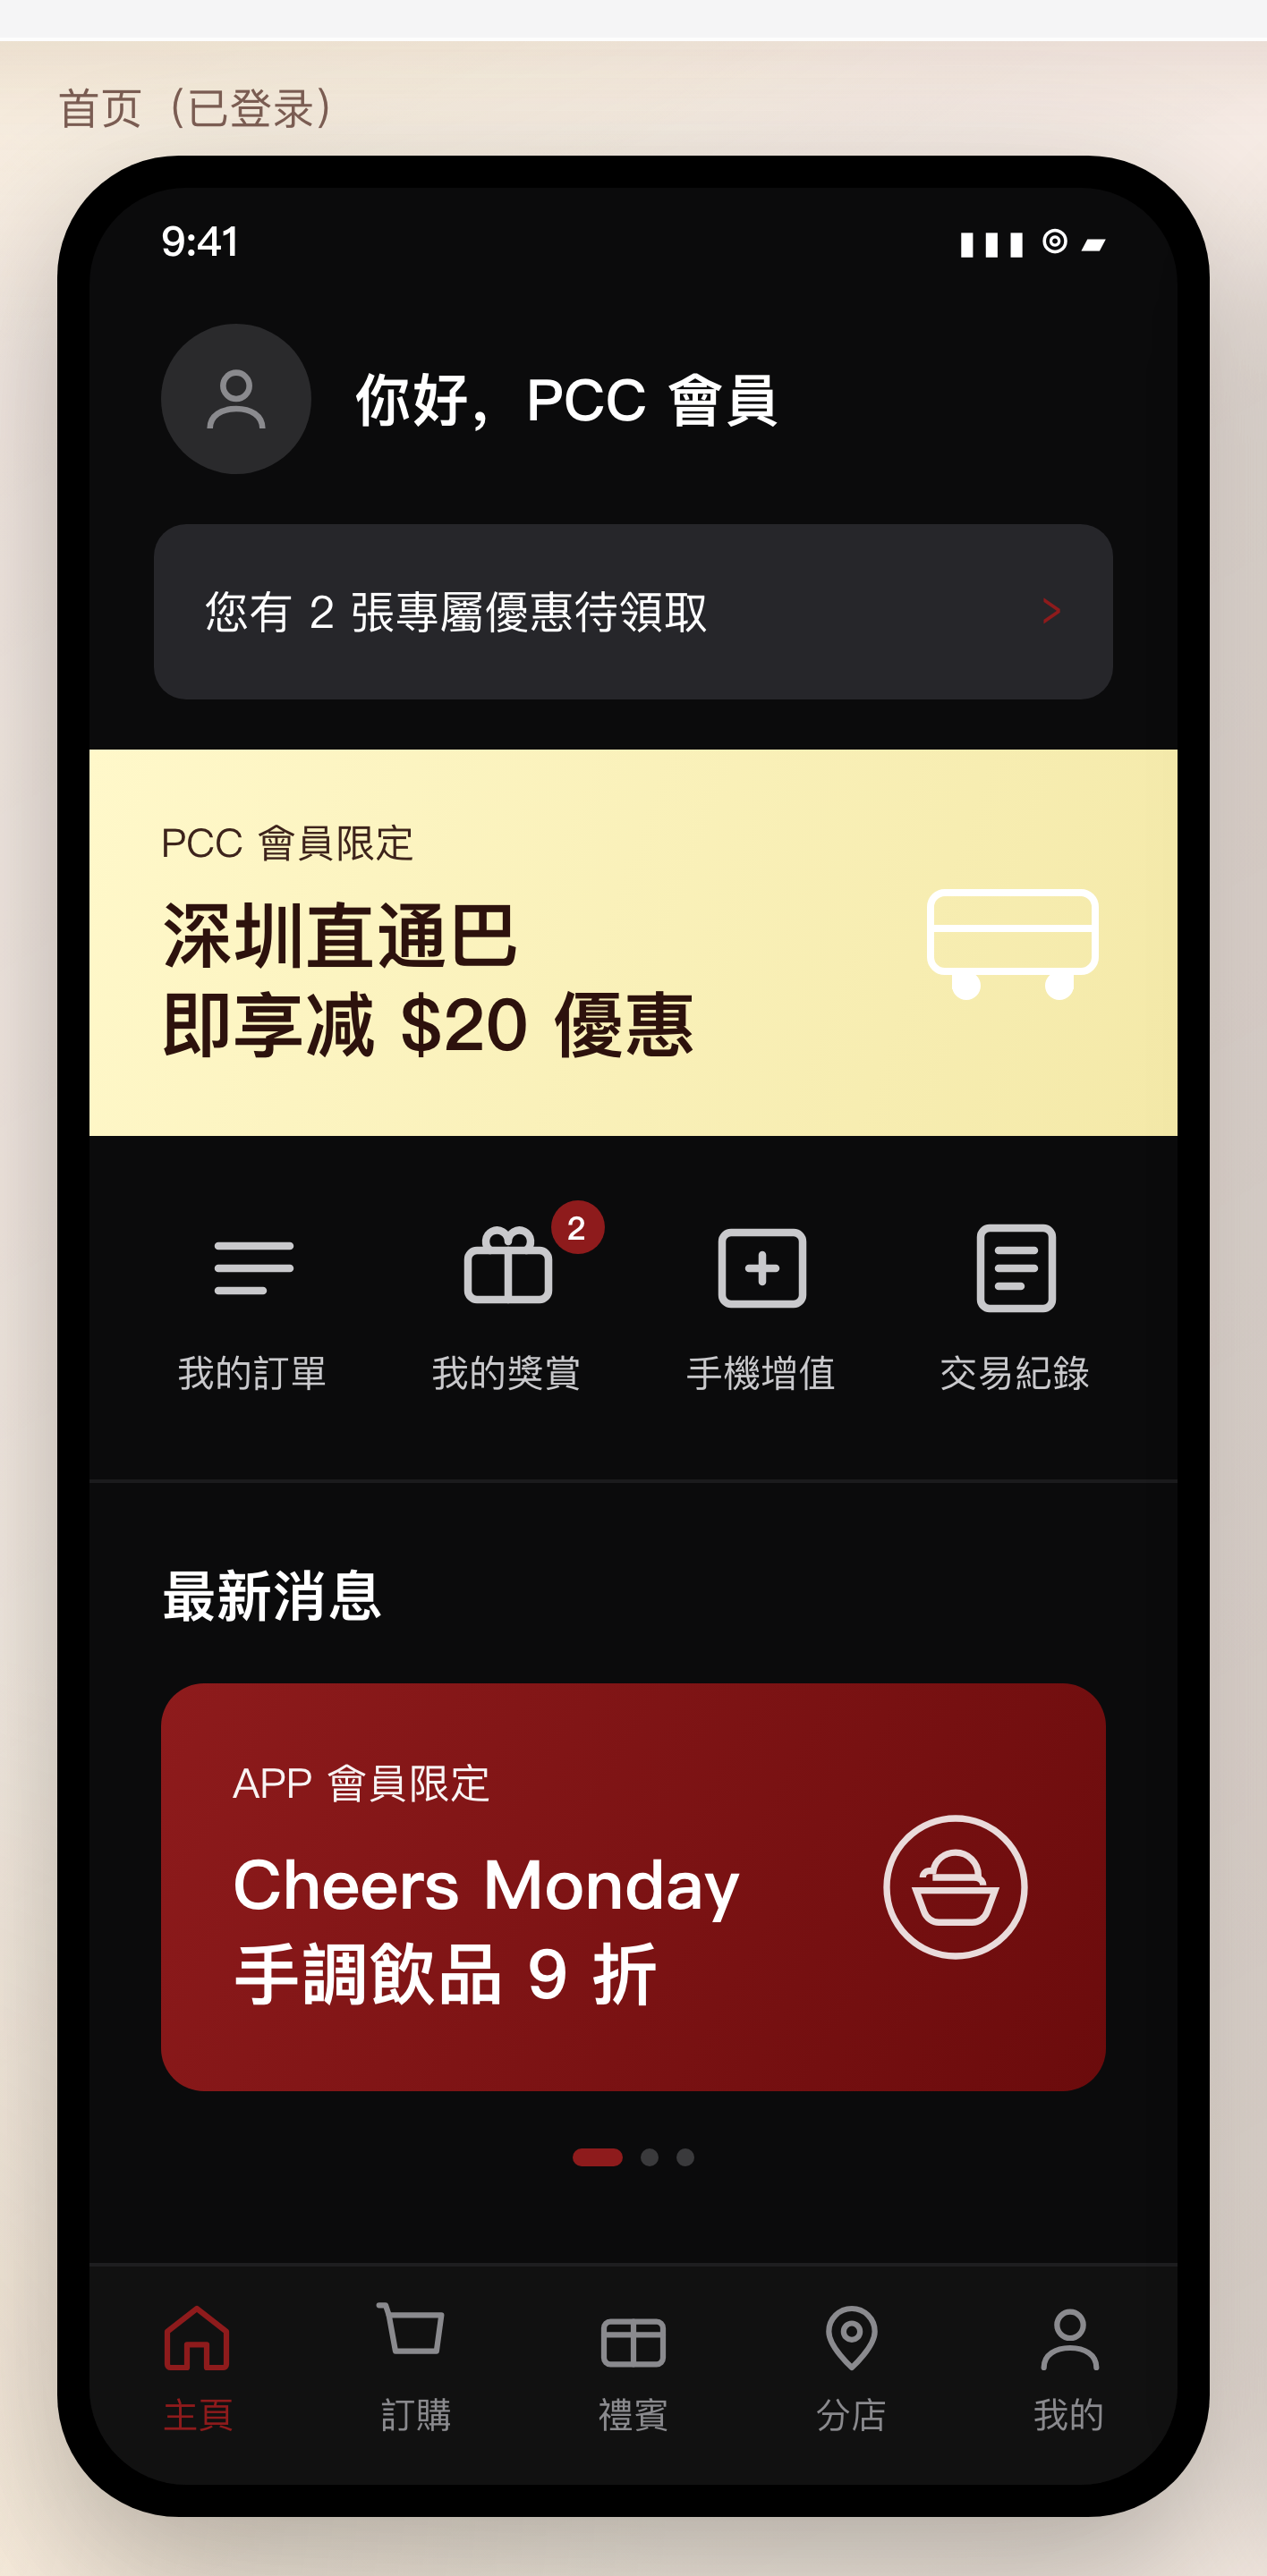 首页（已登录）
9:41
你好，PCC 會員
您有 2 張專屬優惠待領取
PCC 會員限定
深圳直通巴
即享减 $20 優惠
2
我的訂單
我的獎賞
手機增值
交易紀錄
最新消息
APP 會員限定
Cheers Monday
手調飲品 9 折
主頁
訂購
禮賓
分店
我的